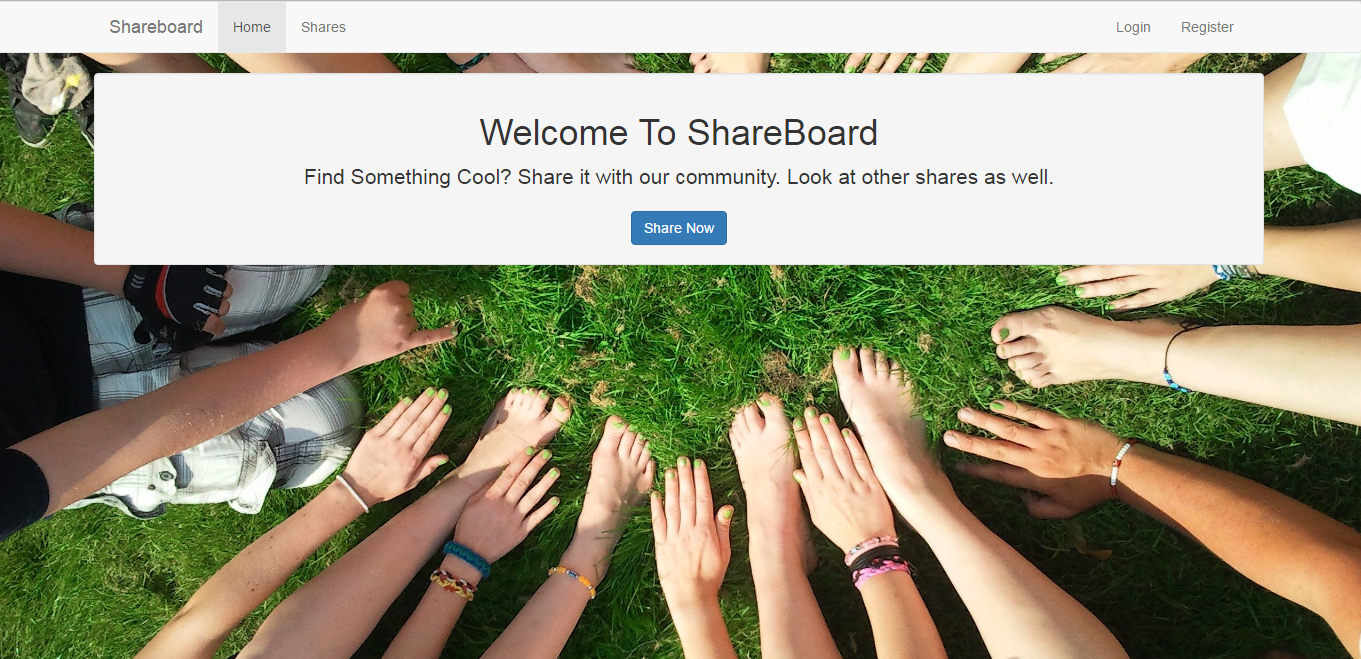 Shareboard Home Shares Login Register
Welcome To ShareBoard
Find Something Cool? Share it with our community. Look at other shares as well.
Share Now